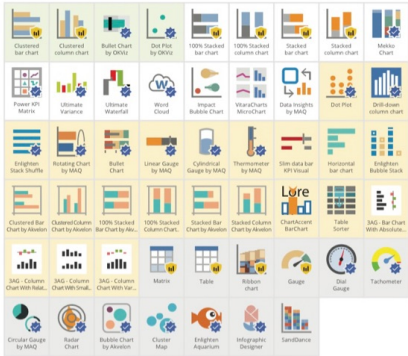 Clustered
bar chart
Clustered
column chart
Bullet Chart
by OKViz
Dot Plot
by OKViz
100% Stacked
bar chart
100% Stacked
column chart
Stacked
bar chart
Stacked
column chart
Mekko
Chart
Power KPI
Matrix
Ultimate
Variance
Ultimate
Waterfall
W
Word
Cloud
Impact
Bubble Chart
VitaraCharts
MicroChart
Data Insights
by MAQ
Dot Plot
Drill-down
column chart
Enlighten
Stack Shuffle
Rotating Chart
by MAQ
Bullet
Chart
Linear Gauge
by MAQ
Cylindrical
Gauge by MAQ
Thermometer
by MAQ
Slim data bar
KPI Visual
Horizontal
bar chart
Enlighten
Bubble Stack
Clustered Bar
Chart by Akvelon
Clustered Column
Chart by Akvelon
100% Stacked
Bar Chart by Akv...
100% Stacked
Column Chart...
Stacked Bar
Chart by Akvelon
Stacked Column
Chart by Akvelon
Lore
ChartAccent
BarChart
Table
Sorter
3AG - Bar Chart
With Absolute...
3AG - Column
Chart With Relat...
3AG - Column
Chart With Small...
3AG - Column
Chart With Var...
Matrix
Table
Ribbon
chart
Gauge
Dial
Gauge
Tachometer
Circular Gauge
by MAQ
Radar
Chart
Bubble Chart
by Akvelon
Cluster
Map
Enlighten
Aquarium
Infographic
Designer
SandDance